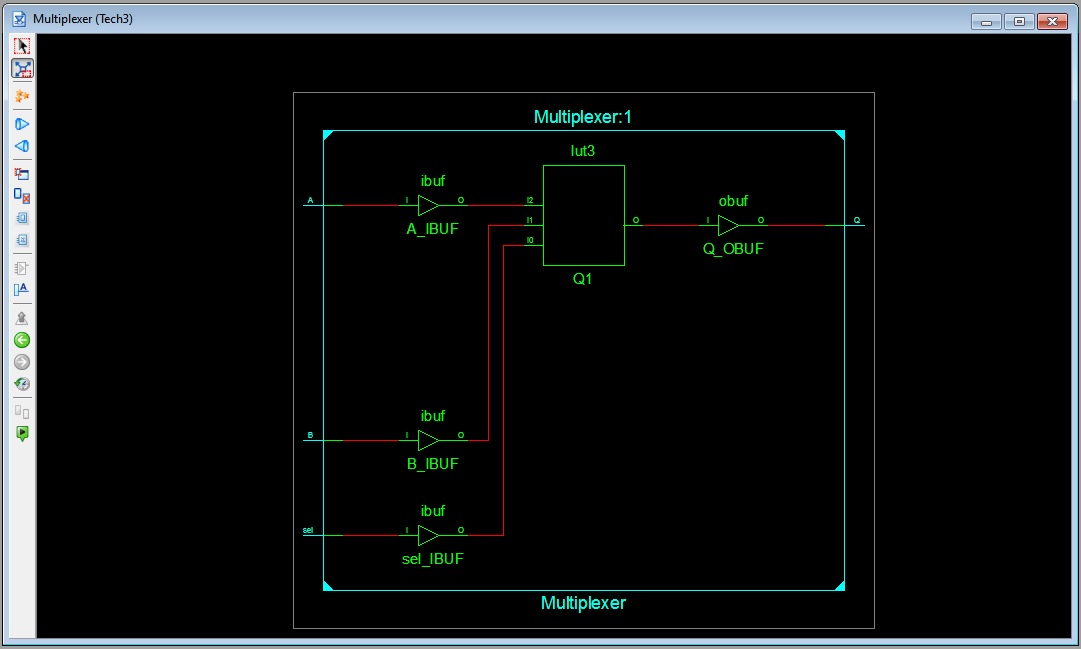 Multiplexer (Tech3)
Multiplexer:1
lut3
ibuf
A I O I2
A_IBUF
obuf
I1 O I O Q
I0
Q_OBUF
Q1
ibuf
B I O
B_IBUF
ibuf
sel I O
sel_IBUF
Multiplexer